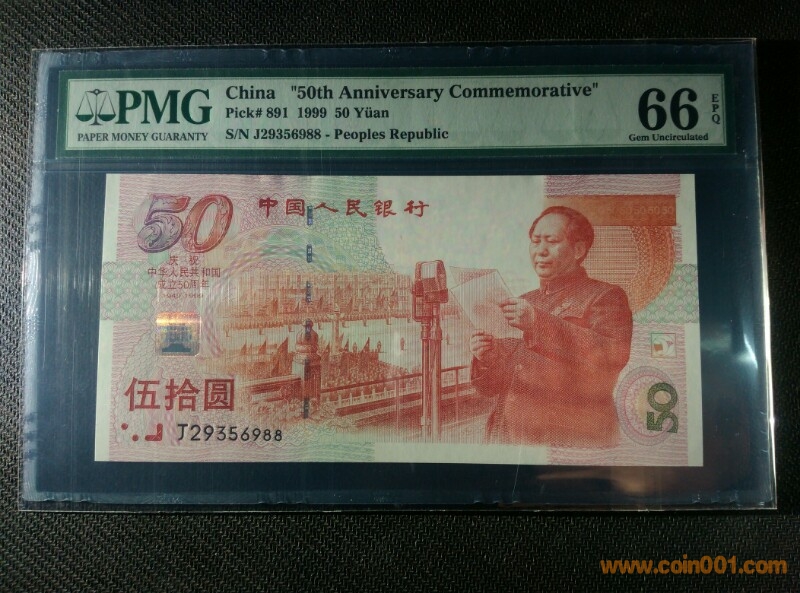 PMG
PAPER MONEY GUARANTY
China "50th Anniversary Commemorative"
Pick# 891 1999 50 Yüan
S/N J29356988 - Peoples Republic
66 EPQ
Gem Uncirculated
50
中国人民银行
庆祝
中华人民共和国
成立50周年
伍拾圆
J29356988
50
www.coin001.com